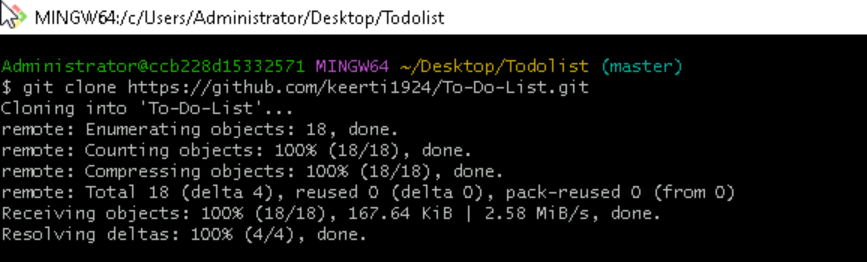 MINGW64:/c/Users/Administrator/Desktop/Todolist
Administrator@ccb228d15332571 MINGW64 ~/Desktop/Todolist (master)
$ git clone https://github.com/keerti1924/To-Do-List.git
Cloning into 'To-Do-List'...
remote: Enumerating objects: 18, done.
remote: Counting objects: 100% (18/18), done.
remote: Compressing objects: 100% (18/18), done.
remote: Total 18 (delta 4), reused 0 (delta 0), pack-reused 0 (from 0)
Receiving objects: 100% (18/18), 167.64 KiB | 2.58 MiB/s, done.
Resolving deltas: 100% (4/4), done.